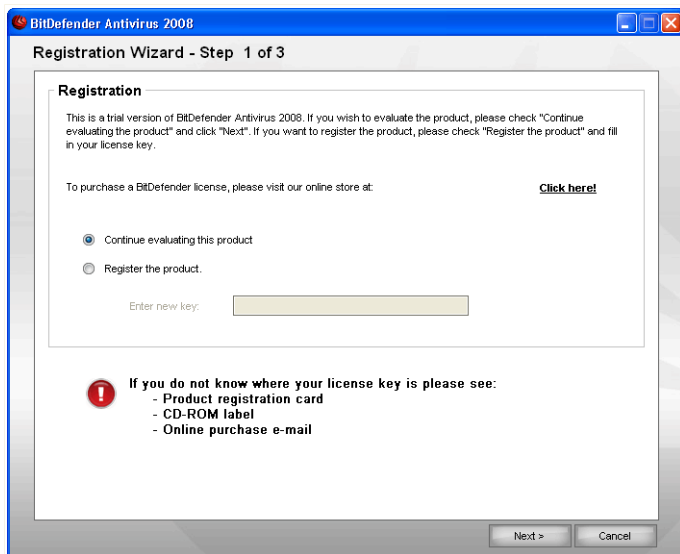 BitDefender Antivirus 2008
Registration Wizard - Step 1 of 3
Registration
This is a trial version of BitDefender Antivirus 2008. If you wish to evaluate the product, please check "Continue
evaluating the product" and click "Next". If you want to register the product, please check "Register the product" and fill
in your license key.
To purchase a BitDefender license, please visit our online store at: Click here!
Continue evaluating this product
Register the product.
Enter new key:
If you do not know where your license key is please see:
- Product registration card
- CD-ROM label
- Online purchase e-mail
Next > Cancel